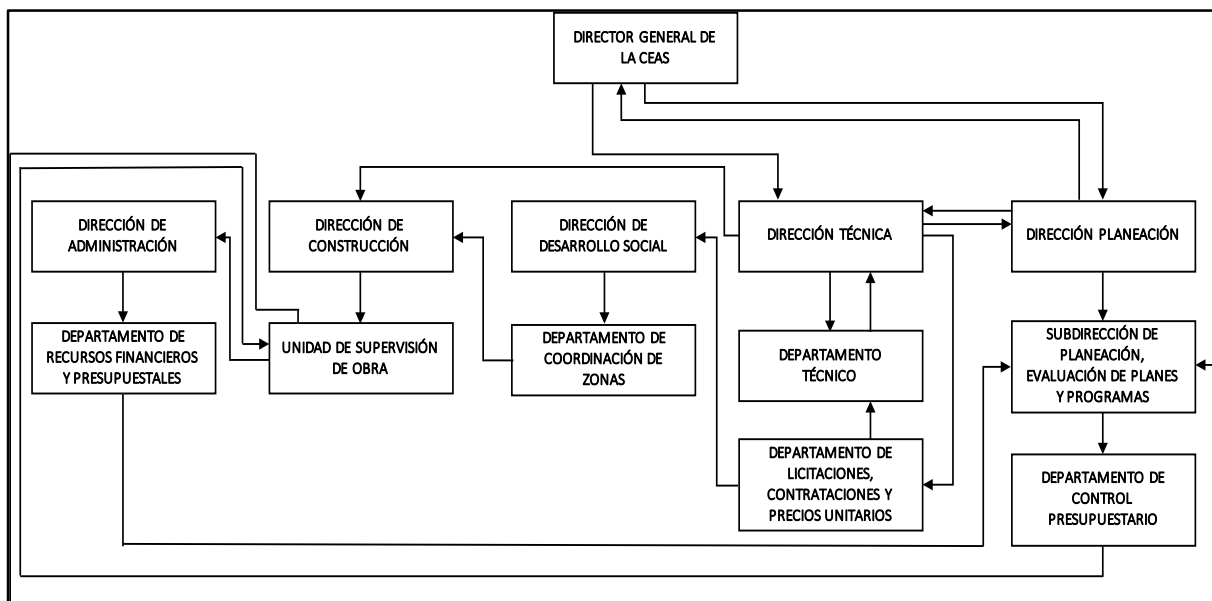 DIRECTOR GENERAL DE
LA CEAS
DIRECCIÓN DE
ADMINISTRACIÓN
DIRECCIÓN DE
CONSTRUCCIÓN
DIRECCIÓN DE
DESARROLLO SOCIAL
DIRECCIÓN TÉCNICA
DIRECCIÓN PLANEACIÓN
DEPARTAMENTO DE
RECURSOS FINANCIEROS
Y PRESUPUESTALES
UNIDAD DE SUPERVISIÓN
DE OBRA
DEPARTAMENTO DE
COORDINACIÓN DE
ZONAS
DEPARTAMENTO
TÉCNICO
SUBDIRECCIÓN DE
PLANEACIÓN,
EVALUACIÓN DE PLANES
Y PROGRAMAS
DEPARTAMENTO DE
LICITACIONES,
CONTRATACIONES Y
PRECIOS UNITARIOS
DEPARTAMENTO DE
CONTROL
PRESUPUESTARIO